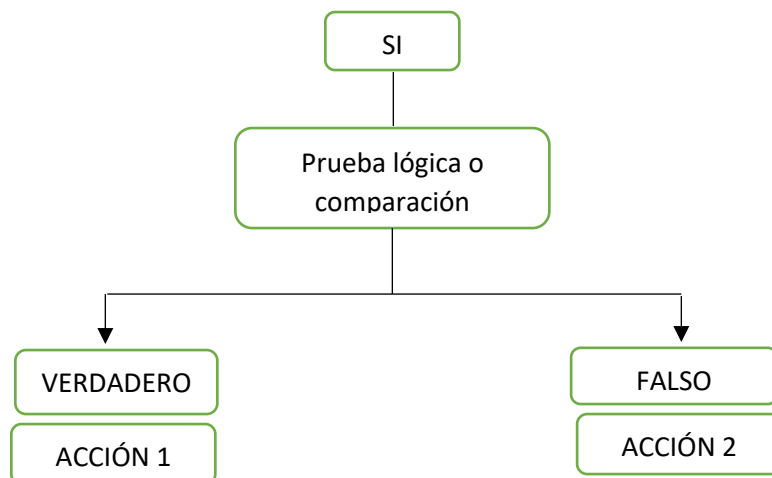 SI
Prueba lógica o
comparación
VERDADERO
FALSO
ACCIÓN 1
ACCIÓN 2